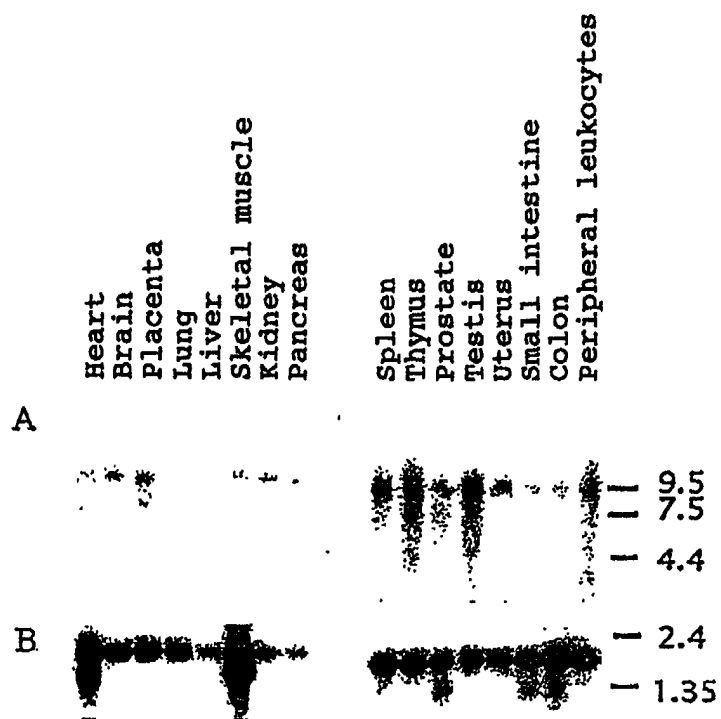 Heart
Brain
Placenta
Lung
Liver
Skeletal muscle
Kidney
Pancreas
Spleen
Thymus
Prostate
Testis
Uterus
Small intestine
Colon
Peripheral leukocytes
A
9.5
7.5
4.4
B
2.4
1.35